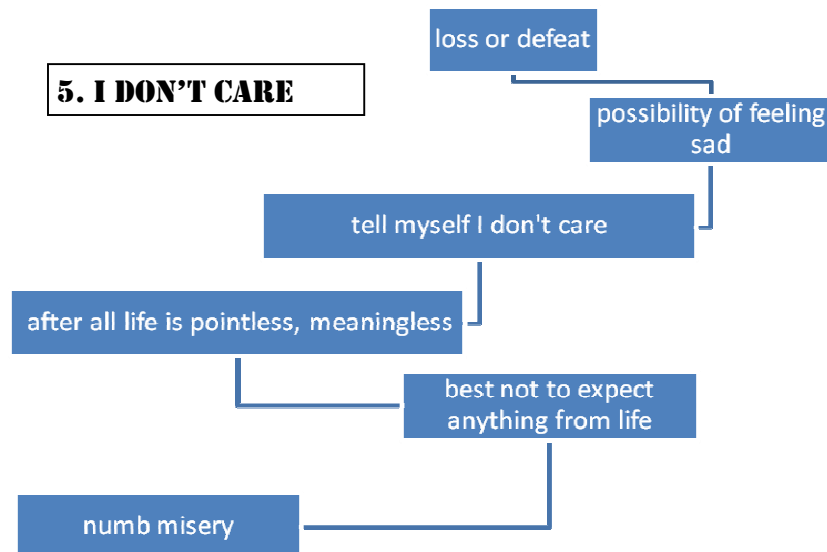 loss or defeat
5. I DON'T CARE
possibility of feeling
sad
tell myself I don't care
after all life is pointless, meaningless
best not to expect
anything from life
numb misery